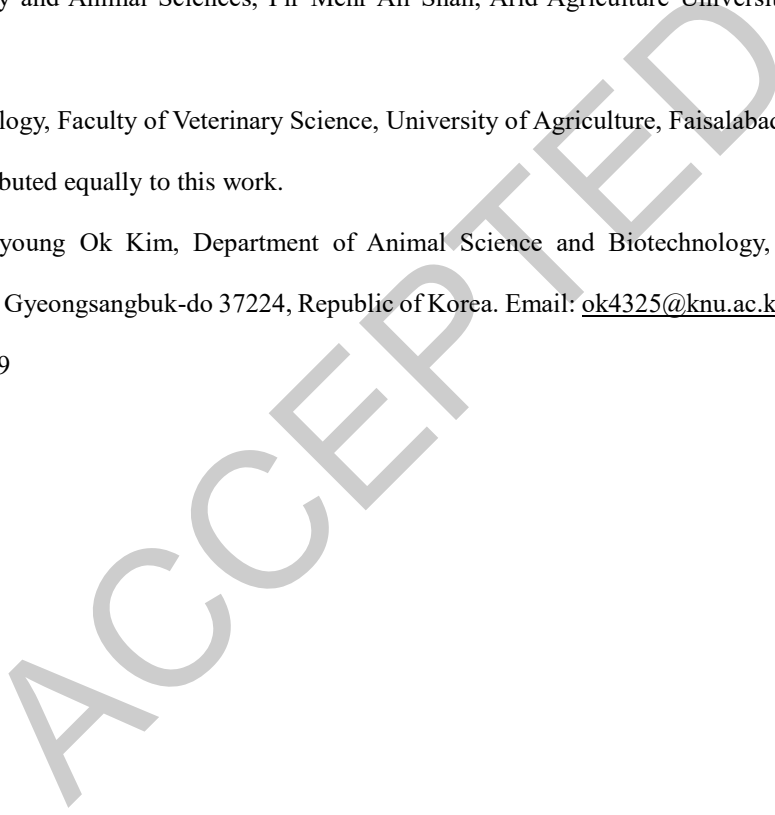 y and Animal Sciences, Pir Mehr Ali Shah, Arid Agriculture Universit
logy, Faculty of Veterinary Science, University of Agriculture, Faisalabad
buted equally to this work.
young Ok Kim, Department of Animal Science and Biotechnology,
Gyeongsangbuk-do 37224, Republic of Korea. Email: ok4325@knu.ac.k
9
ACCEPTED